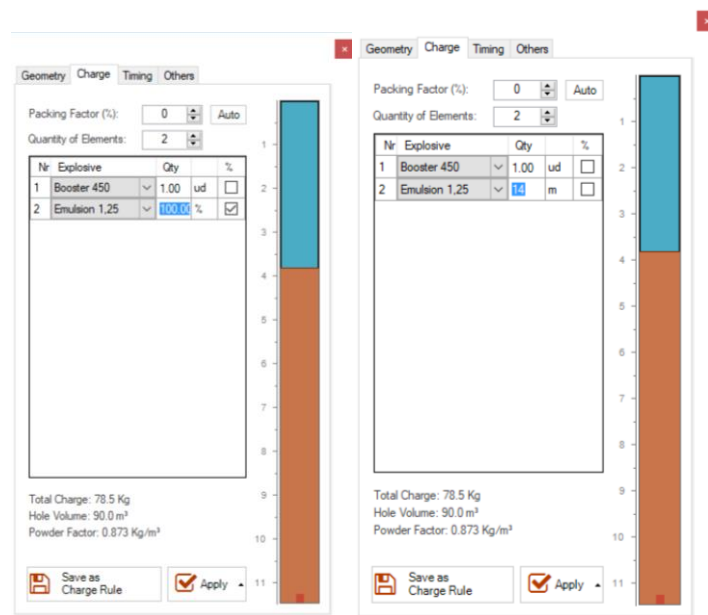 Geometry Charge Timing Others
Packing Factor (%): 0 Auto
Quantity of Elements: 2
Nr Explosive Qty %
1 Booster 450 1.00 ud
2 Emulsion 1,25 100.00 %
1
2
3
4
5
6
7
8
9
10
11
Total Charge: 78.5 Kg
Hole Volume: 90.0 m³
Powder Factor: 0.873 Kg/m³
Save as
Charge Rule
Apply
Geometry Charge Timing Others
Packing Factor (%): 0 Auto
Quantity of Elements: 2
Nr Explosive Qty %
1 Booster 450 1.00 ud
2 Emulsion 1,25 14 m
1
2
3
4
5
6
7
8
9
10
11
Total Charge: 78.5 Kg
Hole Volume: 90.0 m³
Powder Factor: 0.873 Kg/m³
Save as
Charge Rule
Apply